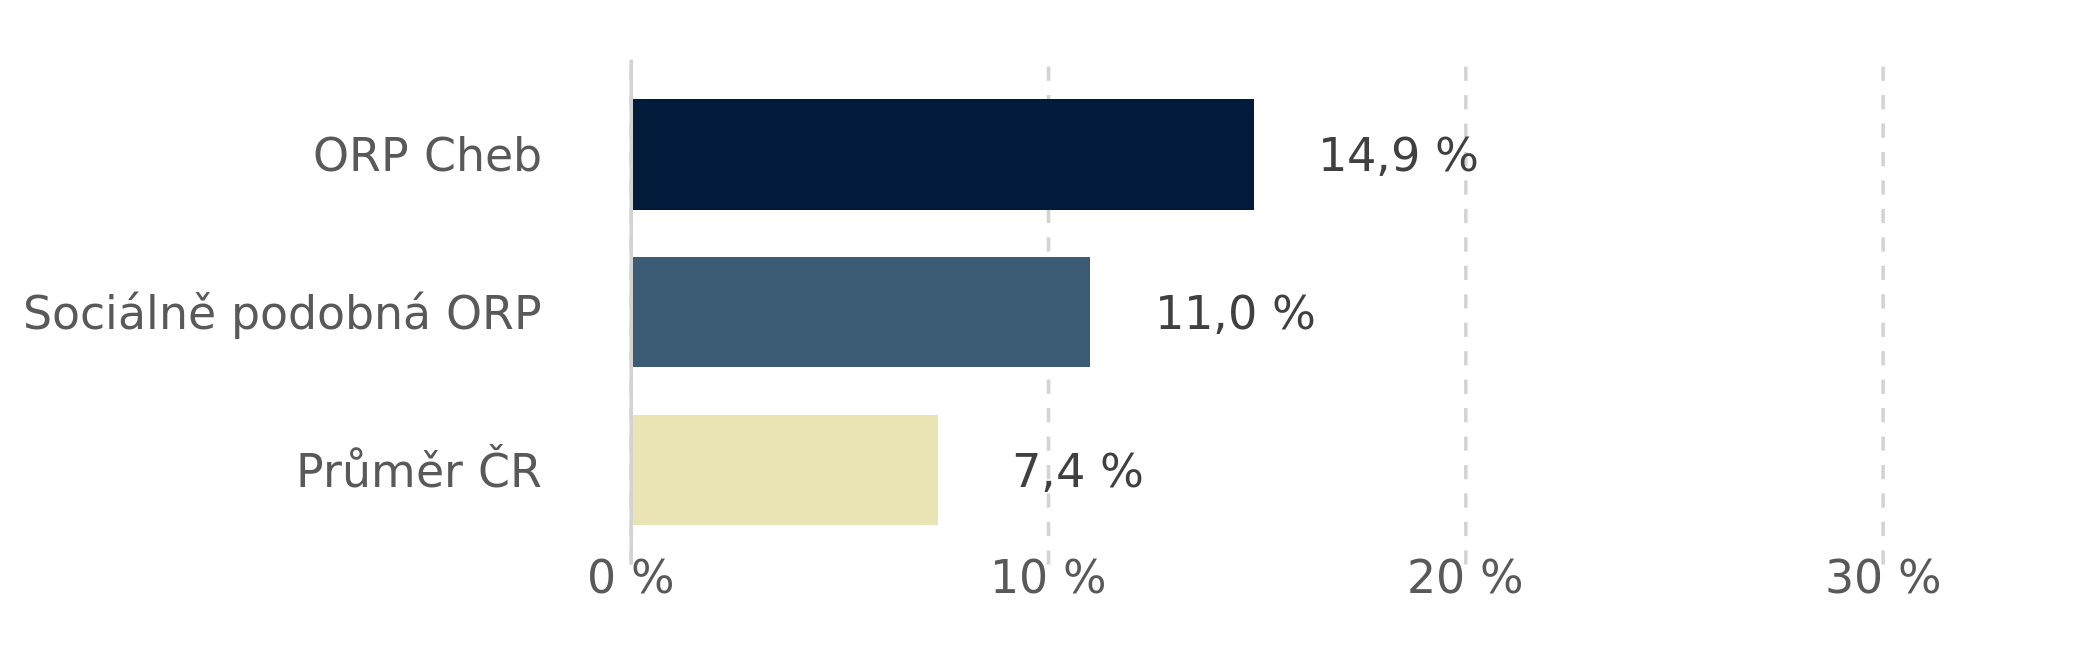 ORP Cheb
14,9 %
Sociálně podobná ORP
11,0 %
Průměr ČR
7,4 %
0 %
10 %
20 %
30 %